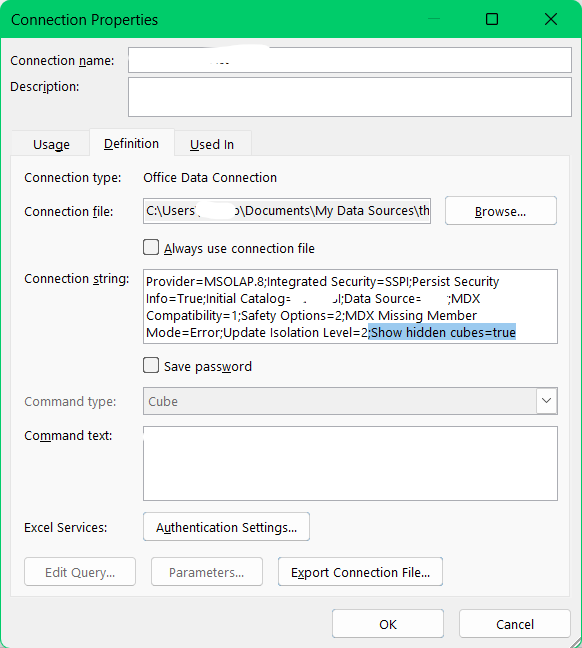 Connection Properties
Connection name:
Description:
Usage
Definition
Used In
Connection type:
Office Data Connection
Connection file:
C:\Users\ \Documents\My Data Sources\th
Browse...
Always use connection file
Connection string:
Provider=MSOLAP.8;Integrated Security=SSPI;Persist Security
Info=True;Initial Catalog= ;Data Source= ;MDX
Compatibility=1;Safety Options=2;MDX Missing Member
Mode=Error;Update Isolation Level=2;Show hidden cubes=true
Save password
Command type:
Cube
Command text:
Excel Services:
Authentication Settings...
Edit Query...
Parameters...
Export Connection File...
OK
Cancel